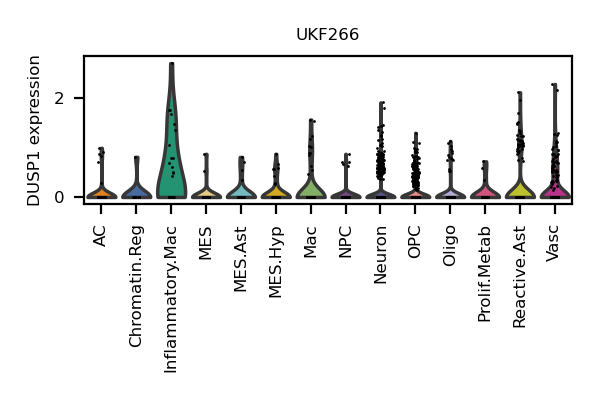 UKF266
DUSP1 expression
2
0
AC
Chromatin.Reg
Inflammatory.Mac
MES
MES.Ast
MES.Hyp
Mac
NPC
Neuron
OPC
Oligo
Prolif.Metab
Reactive.Ast
Vasc